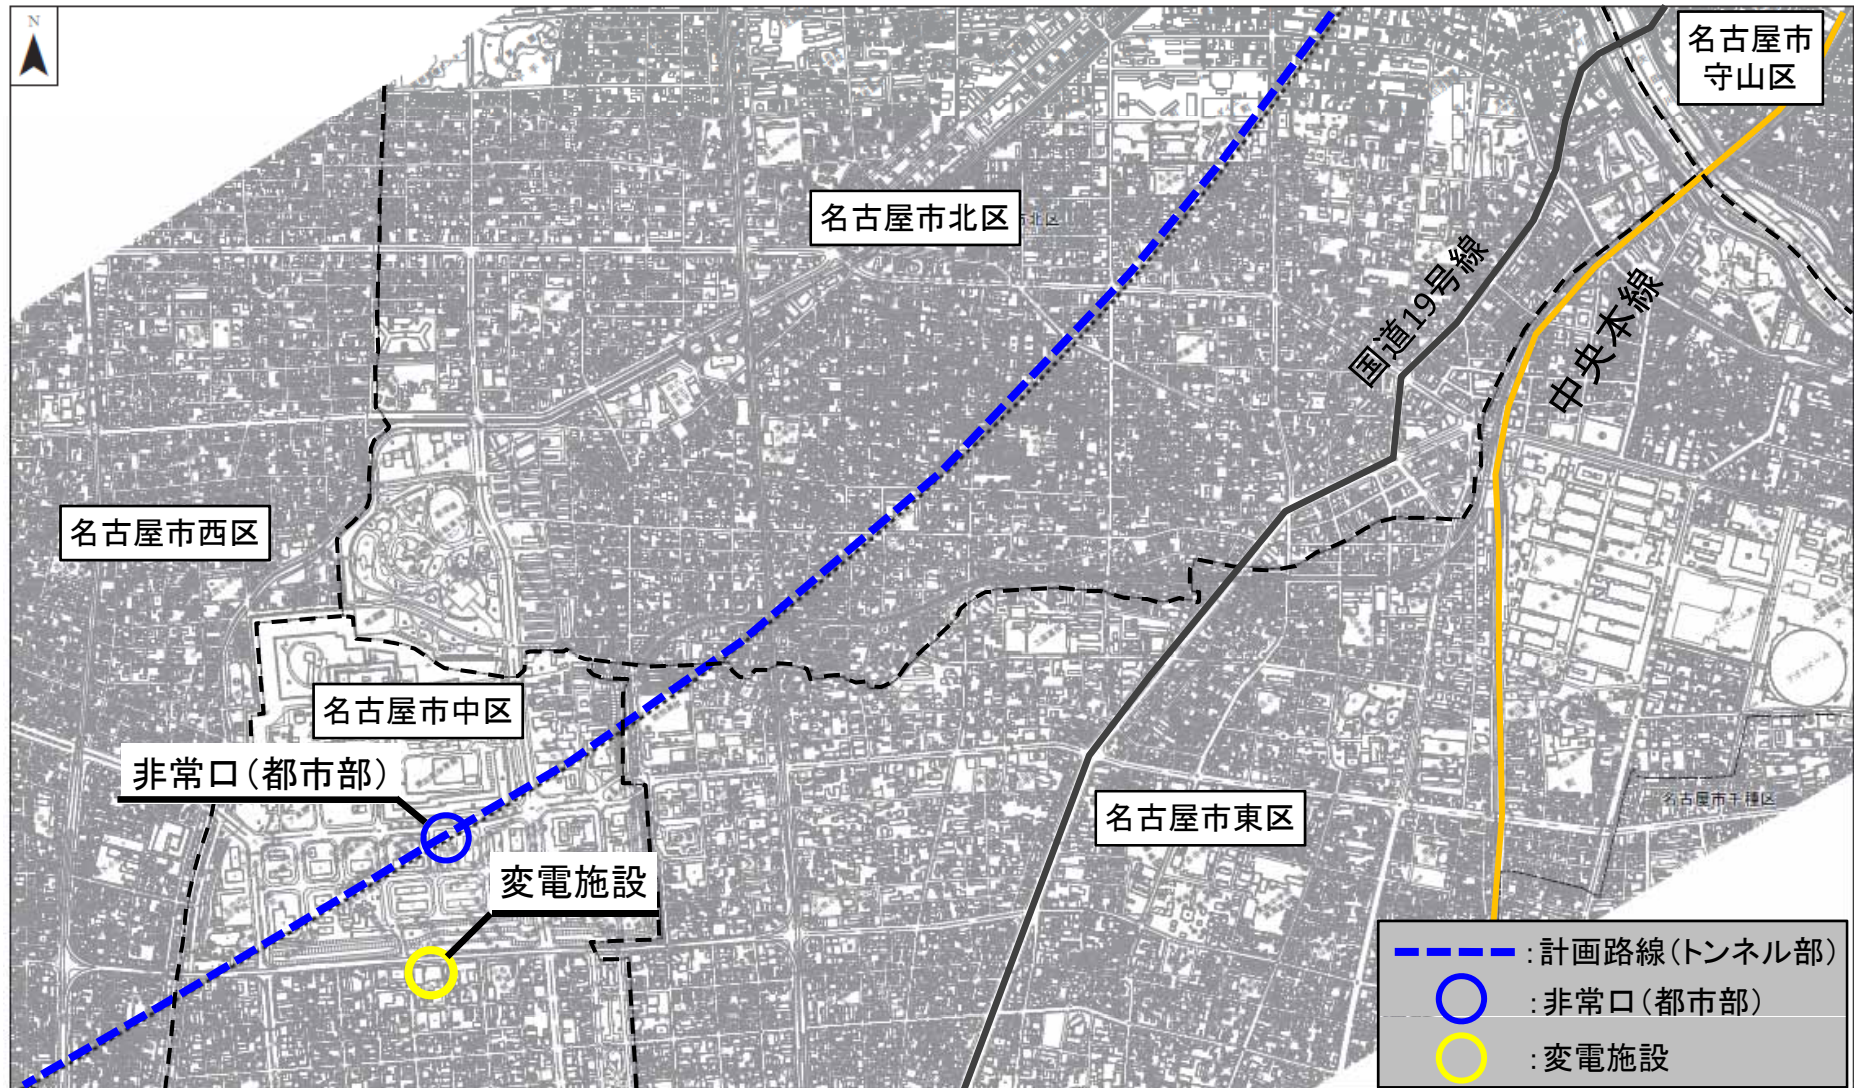 N
名古屋市
守山区
名古屋市北区
市北区
国道19号線
中央本線
名古屋市西区
名古屋市中区
非常口（都市部）
変電施設
名古屋市東区
名古屋市千種区
：計画路線（トンネル部）
：非常口（都市部）
：変電施設